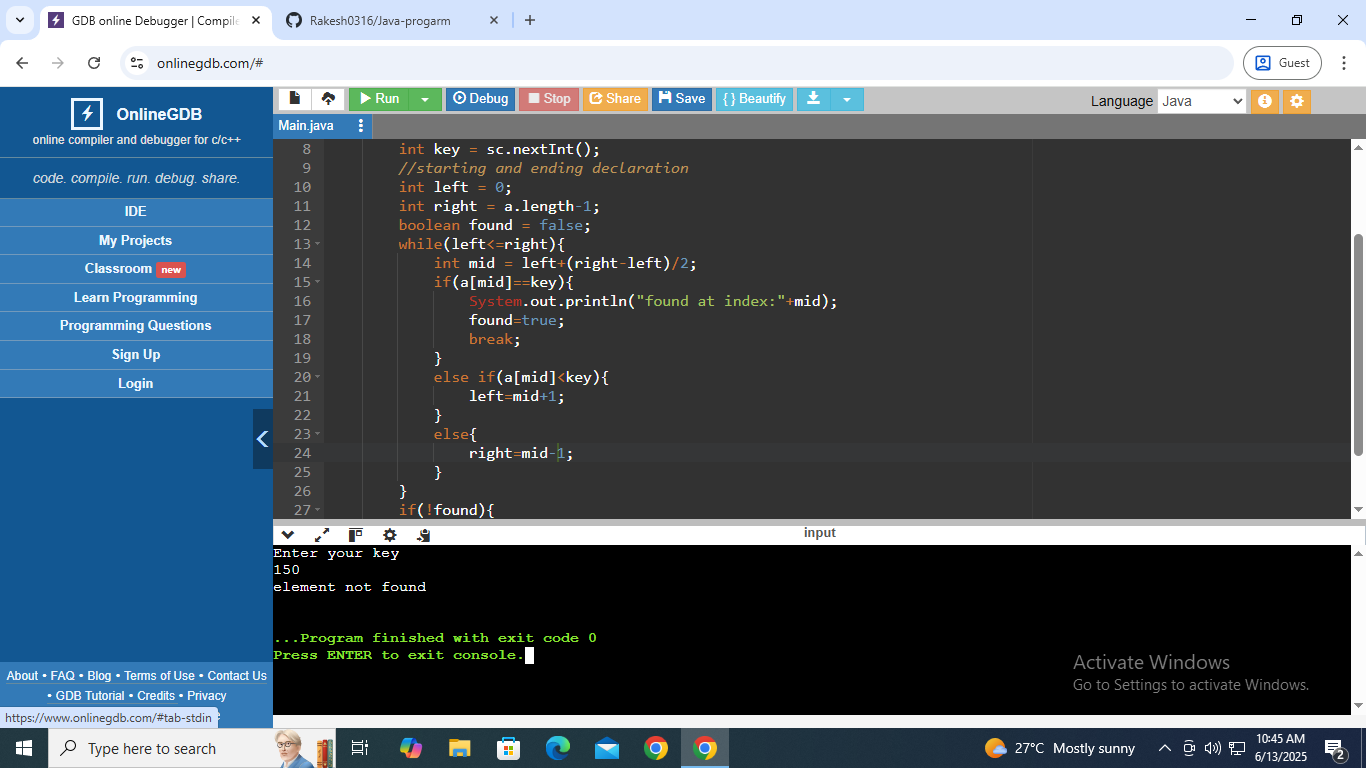 GDB online Debugger | Compile
Rakesh0316/Java-progarm
onlinegdb.com/#
Guest
OnlineGDB
online compiler and debugger for c/c++
code. compile. run. debug. share.
IDE
My Projects
Classroom new
Learn Programming
Programming Questions
Sign Up
Login
About • FAQ • Blog • Terms of Use • Contact Us
• GDB Tutorial • Credits • Privacy
https://www.onlinegdb.com/#tab-stdin
Run Debug Stop Share Save { } Beautify
Language Java
Main.java
8 int key = sc.nextInt();
9 //starting and ending declaration
10 int left = 0;
11 int right = a.length-1;
12 boolean found = false;
13 while(left<=right){
14 int mid = left+(right-left)/2;
15 if(a[mid]==key){
16 System.out.println("found at index:"+mid);
17 found=true;
18 break;
19 }
20 else if(a[mid]<key){
21 left=mid+1;
22 }
23 else{
24 right=mid-1;
25 }
26 }
27 if(!found){
input
Enter your key
150
element not found
...Program finished with exit code 0
Press ENTER to exit console.
Activate Windows
Go to Settings to activate Windows.
Type here to search
27°C Mostly sunny
10:45 AM
6/13/2025
2